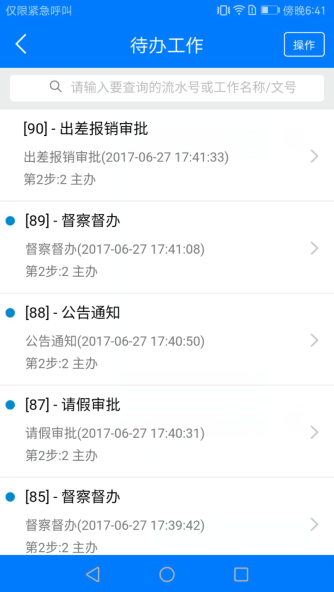 仅限紧急呼叫 傍晚6:41
待办工作 操作
请输入要查询的流水号或工作名称/文号
[90] - 出差报销审批
出差报销审批(2017-06-27 17:41:33)
第2步:2 主办
[89] - 督察督办
督察督办(2017-06-27 17:41:08)
第2步:2 主办
[88] - 公告通知
公告通知(2017-06-27 17:40:50)
第2步:2 主办
[87] - 请假审批
请假审批(2017-06-27 17:40:31)
第2步:2 主办
[85] - 督察督办
督察督办(2017-06-27 17:39:42)
第2步:2 主办